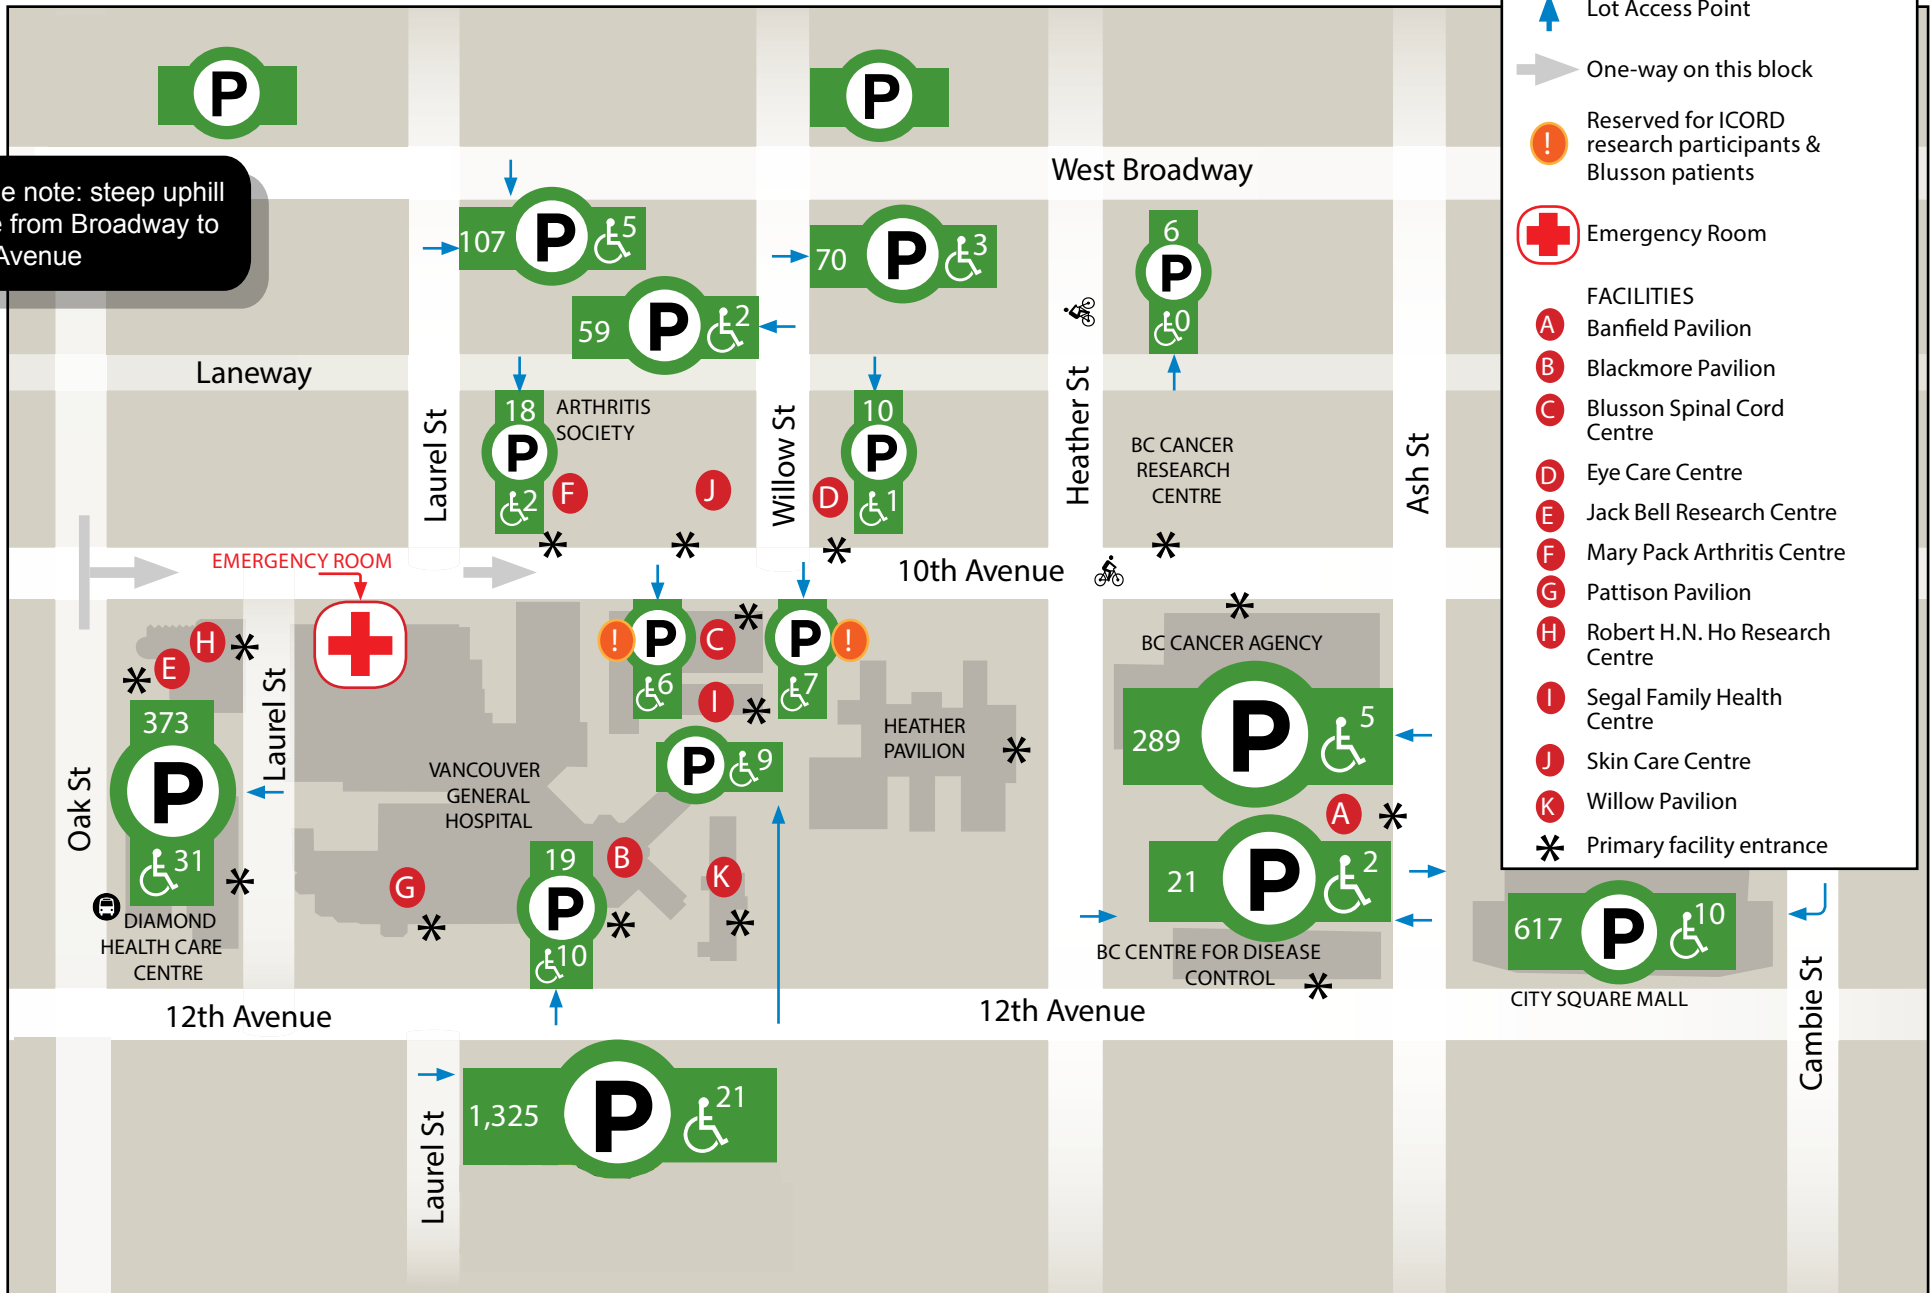 Lot Access Point
One-way on this block
!
Reserved for ICORD
research participants &
Blusson patients
Emergency Room
FACILITIES
A Banfield Pavilion
B Blackmore Pavilion
C Blusson Spinal Cord
Centre
D Eye Care Centre
E Jack Bell Research Centre
F Mary Pack Arthritis Centre
G Pattison Pavilion
H Robert H.N. Ho Research
Centre
I Segal Family Health
Centre
J Skin Care Centre
K Willow Pavilion
* Primary facility entrance
P
P
West Broadway
e note: steep uphill
e from Broadway to
Avenue
107 P 5
70 P 3
6
P
0
59 P 2
Laneway
Laurel St
Willow St
Heather St
Ash St
18
P
2
ARTHRITIS
SOCIETY
F
J
D
10
P
1
BC CANCER
RESEARCH
CENTRE
EMERGENCY ROOM
10th Avenue
H
E
! P
6
C
P !
7
I
BC CANCER AGENCY
Oak St
Laurel St
373
P
31
VANCOUVER
GENERAL
HOSPITAL
P 9
HEATHER
PAVILION
289 P 5
A
21 P 2
G
19
P
10
B
K
DIAMOND
HEALTH CARE
CENTRE
BC CENTRE FOR DISEASE
CONTROL
617 P 10
CITY SQUARE MALL
Cambie St
12th Avenue
12th Avenue
Laurel St
1,325 P 21